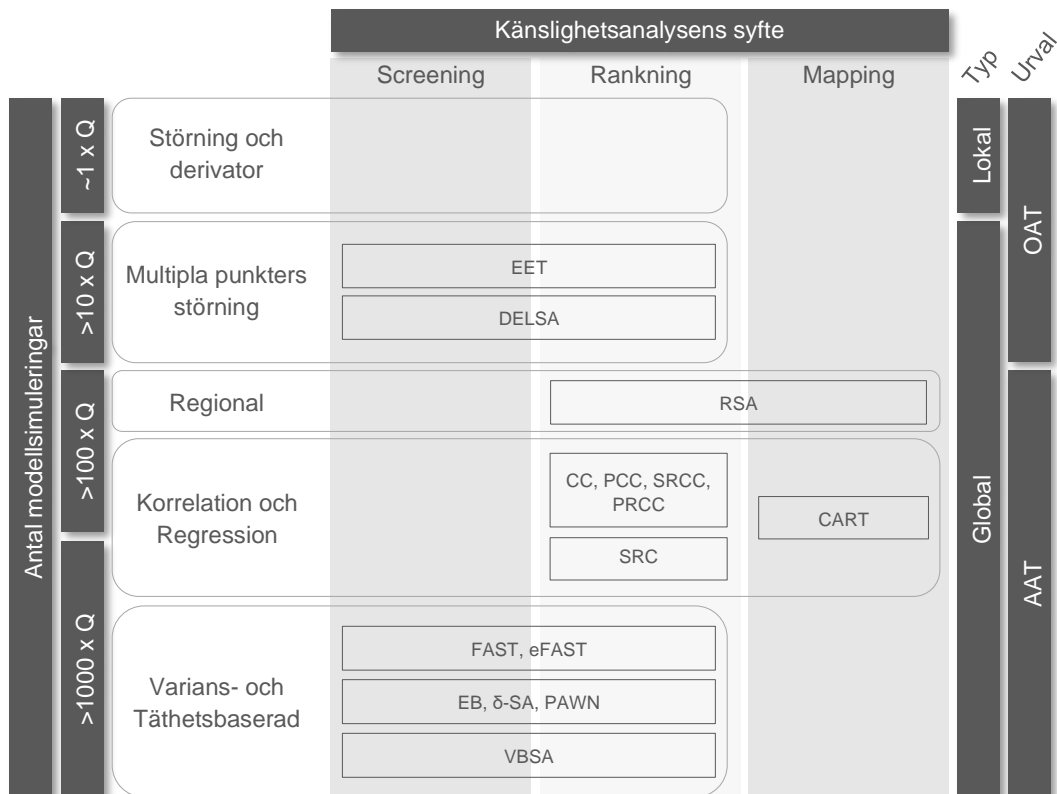 Känslighetsanalysens syfte
Screening
Rankning
Mapping
Typ
Urval
Antal modellsimuleringar
~1 x Q
Störning och
derivator
Lokal
OAT
>10 x Q
Multipla punkters
störning
EET
DELSA
Global
>100 x Q
Regional
RSA
AAT
Korrelation och
Regression
CC, PCC, SRCC,
PRCC
CART
SRC
>1000 x Q
Varians- och
Täthetsbaserad
FAST, eFAST
EB, δ-SA, PAWN
VBSA